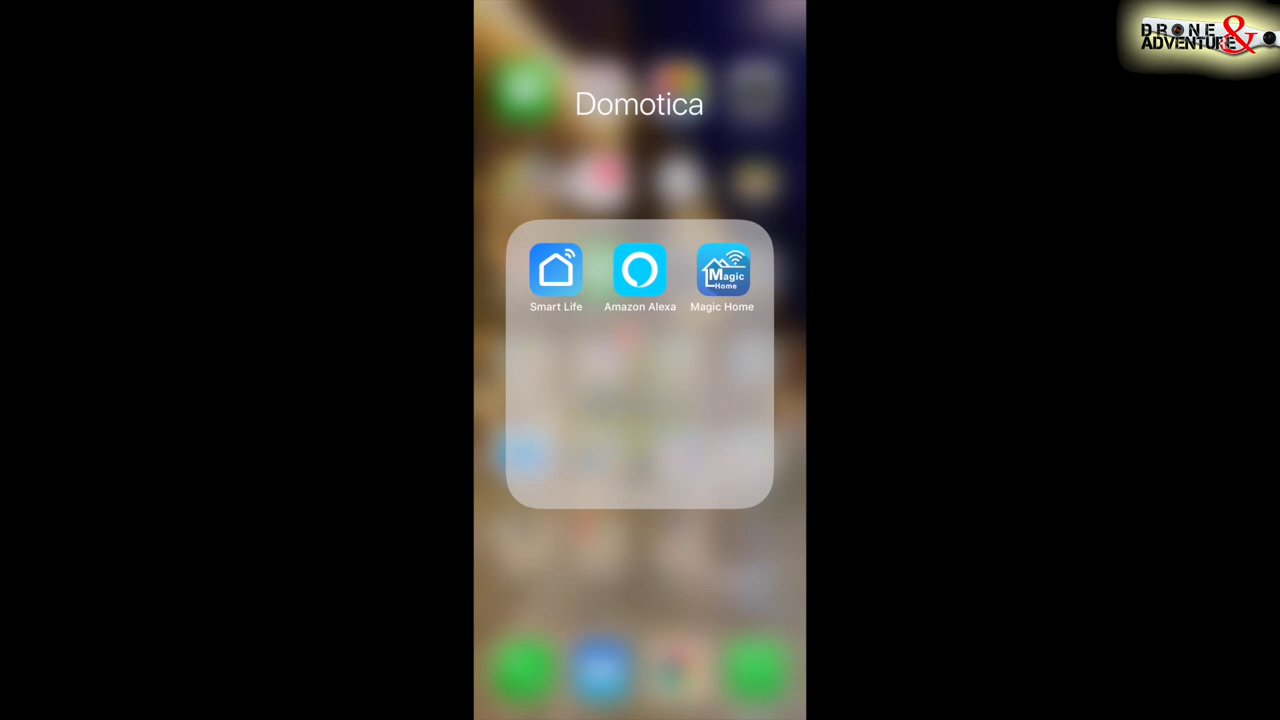 DRONE &
ADVENTURE
Domotica
Magic
Home
Smart Life
Amazon Alexa
Magic Home